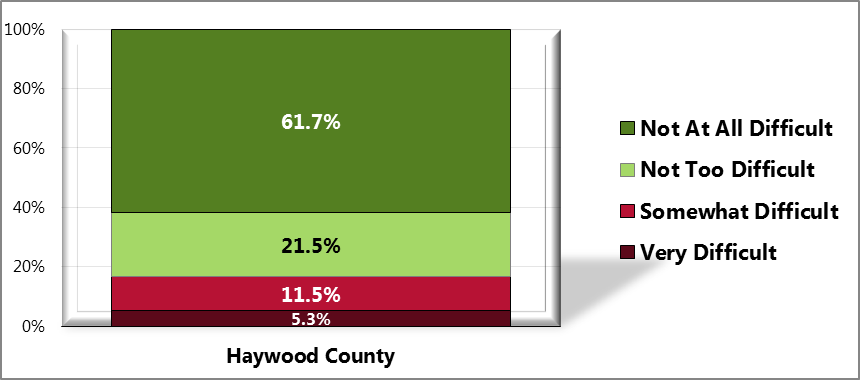 100%
80%
60%
40%
20%
0%
61.7%
21.5%
11.5%
5.3%
Haywood County
Not At All Difficult
Not Too Difficult
Somewhat Difficult
Very Difficult